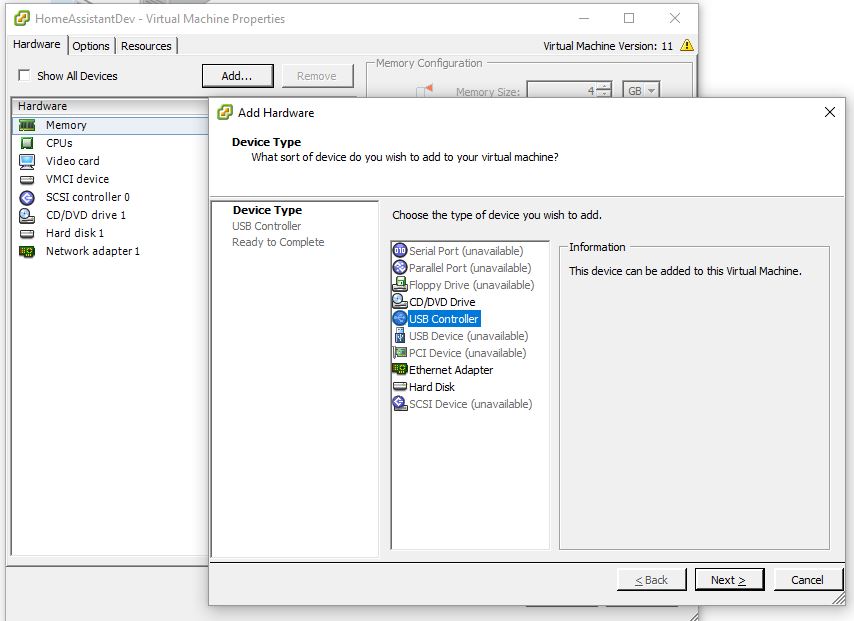 HomeAssistantDev - Virtual Machine Properties
Hardware Options Resources
Virtual Machine Version: 11
Show All Devices
Add...
Remove
Memory Configuration
Memory Size: 4 GB
Hardware
Memory
CPUs
Video card
VMCI device
SCSI controller 0
CD/DVD drive 1
Hard disk 1
Network adapter 1
Add Hardware
Device Type
What sort of device do you wish to add to your virtual machine?
Device Type
USB Controller
Ready to Complete
Choose the type of device you wish to add.
Serial Port (unavailable)
Parallel Port (unavailable)
Floppy Drive (unavailable)
CD/DVD Drive
USB Controller
USB Device (unavailable)
PCI Device (unavailable)
Ethernet Adapter
Hard Disk
SCSI Device (unavailable)
Information
This device can be added to this Virtual Machine.
< Back
Next >
Cancel